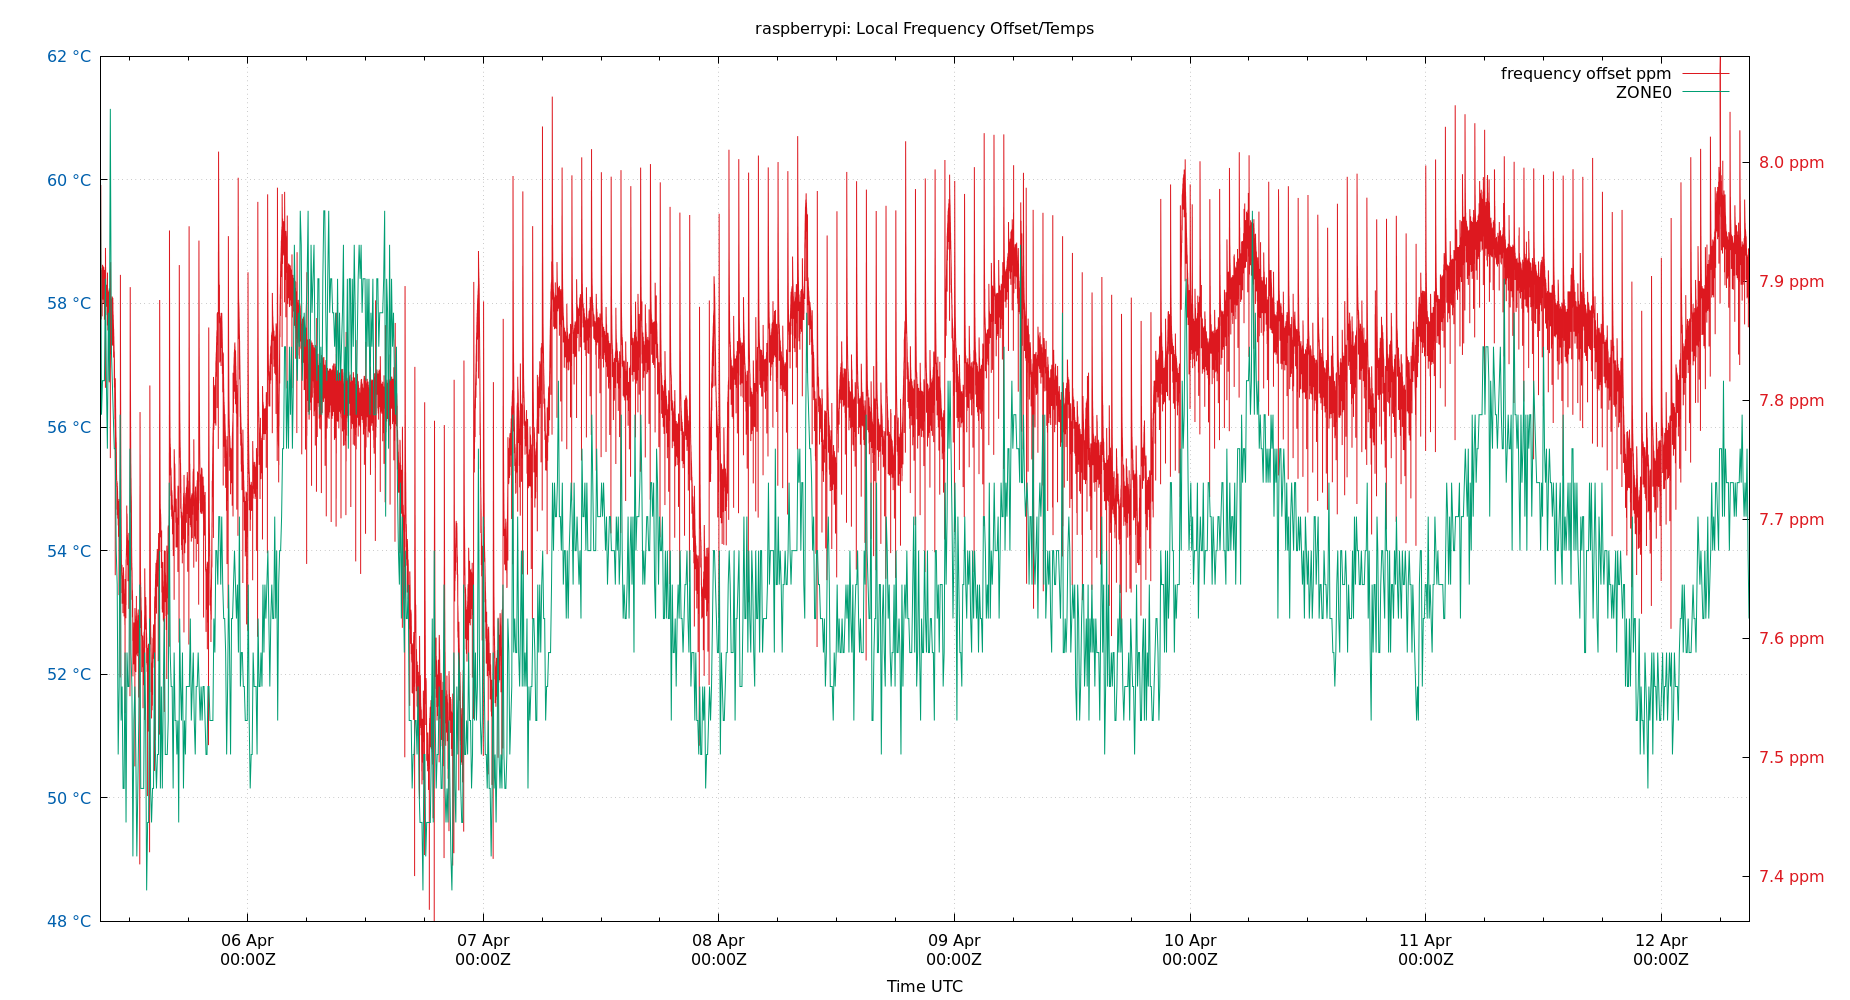 raspberrypi: Local Frequency Offset/Temps
frequency offset ppm
ZONE0
62 °C
60 °C
58 °C
56 °C
54 °C
52 °C
50 °C
48 °C
8.0 ppm
7.9 ppm
7.8 ppm
7.7 ppm
7.6 ppm
7.5 ppm
7.4 ppm
06 Apr
00:00Z
07 Apr
00:00Z
08 Apr
00:00Z
09 Apr
00:00Z
10 Apr
00:00Z
11 Apr
00:00Z
12 Apr
00:00Z
Time UTC